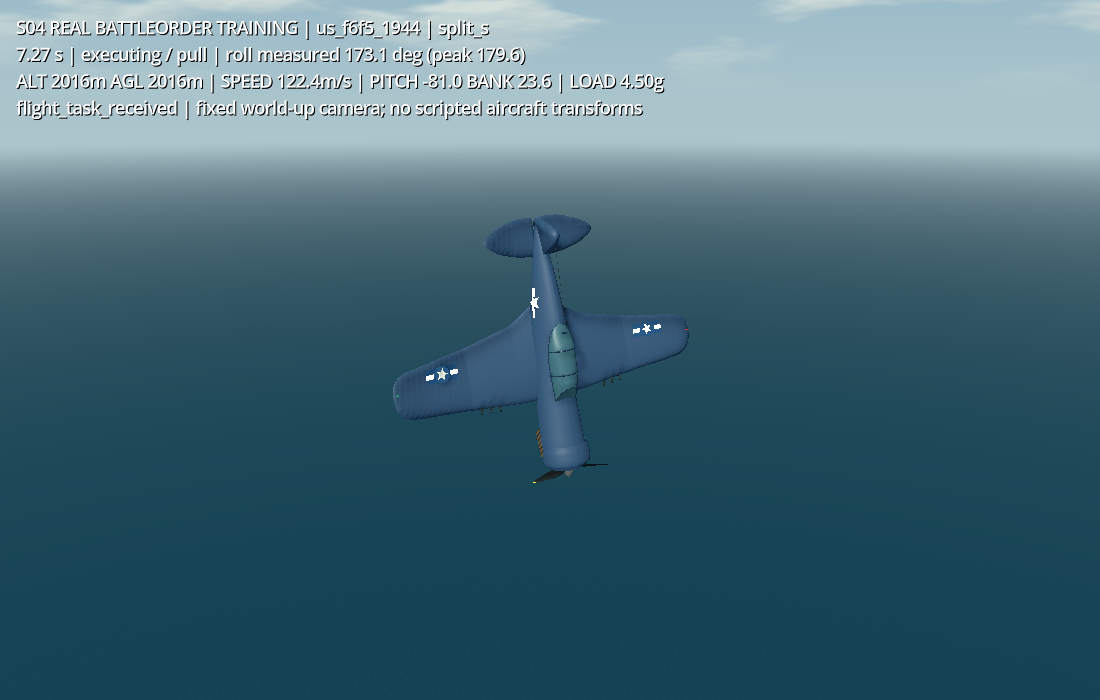 S04 REAL BATTLEORDER TRAINING | us_f6f5_1944 | split_s
7.27 s | executing / pull | roll measured 173.1 deg (peak 179.6)
ALT 2016m AGL 2016m | SPEED 122.4m/s | PITCH -81.0 BANK 23.6 | LOAD 4.50g
flight_task_received | fixed world-up camera; no scripted aircraft transforms